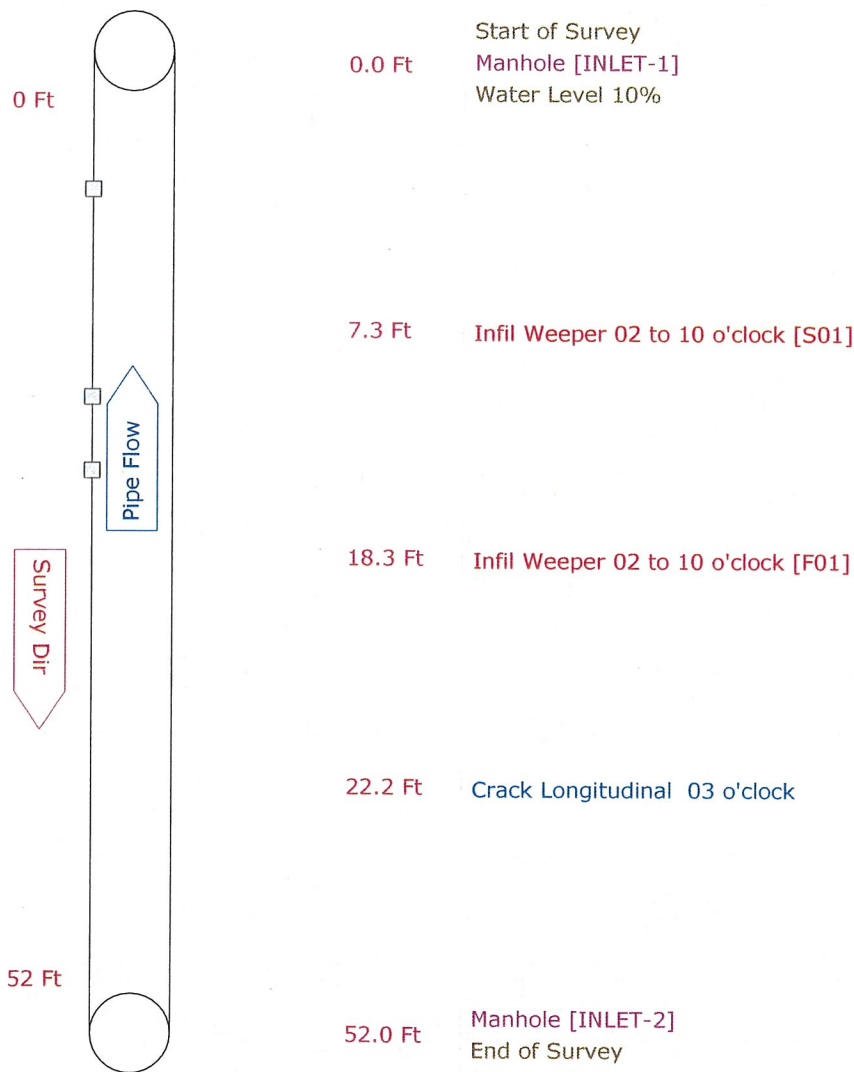 Start of Survey
0.0 Ft
Manhole [INLET-1]
Water Level 10%
0 Ft
7.3 Ft
Infil Weeper 02 to 10 o'clock [S01]
Pipe Flow
18.3 Ft
Infil Weeper 02 to 10 o'clock [F01]
Survey Dir
22.2 Ft
Crack Longitudinal  03 o'clock
52 Ft
52.0 Ft
Manhole [INLET-2]
End of Survey